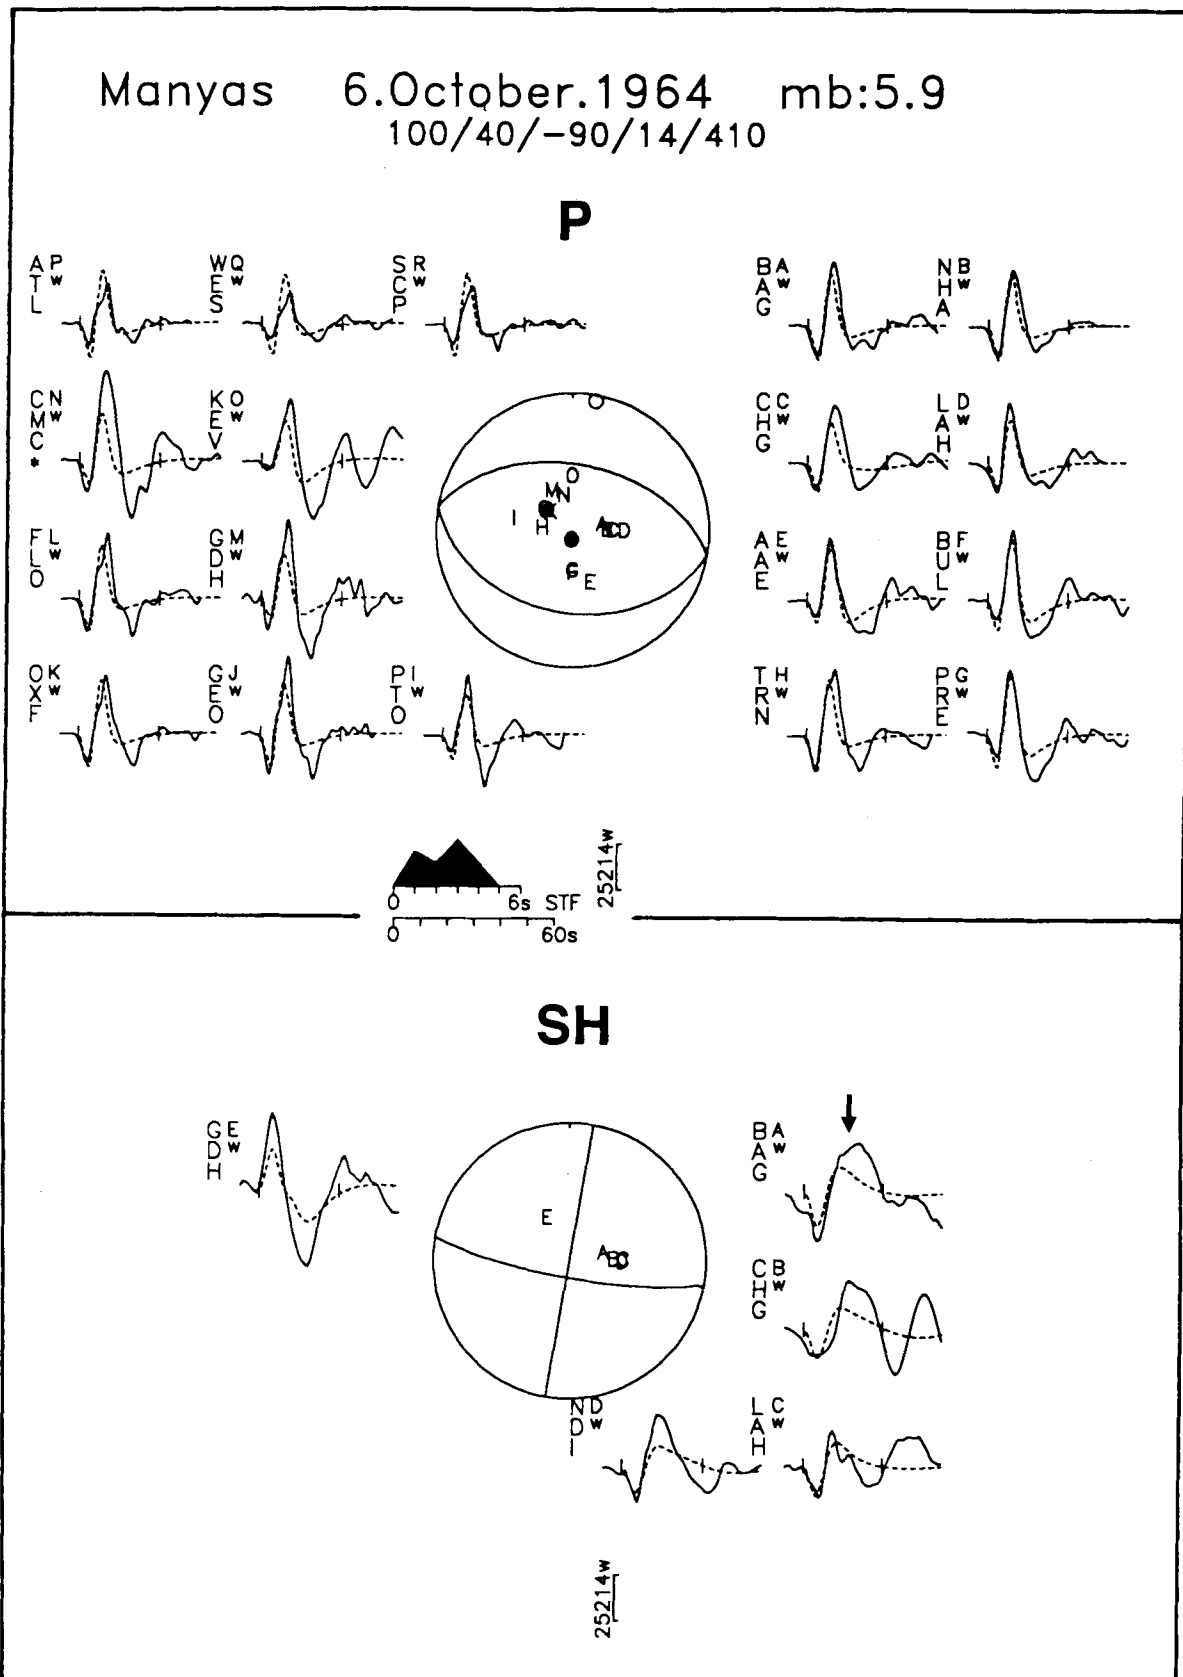 Manyas 6.October.1964 mb:5.9
100/40/-90/14/410
P
ATL P w
WES Q w
SCP R w
BAG A w
NHA B w
CMC * N w
KEV O w
CHG C w
LAH D w
FLO L w
GDH M w
AAE E w
BUL F w
OXF K w
GEO J w
PTO I w
TRN H w
PRE G w
O
O
M N
I
H
A
C D
E
0 6s STF
0 60s
25214w
SH
GDH E w
BAG A w
E
A B
CHG B w
NDI D w
LAH C w
25214w